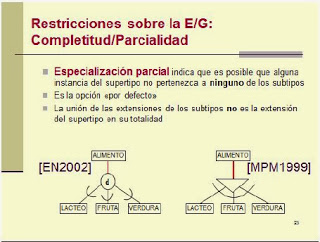 Restricciones sobre la E/G:
Completitud/Parcialidad
Especialización parcial indica que es posible que alguna
instancia del supertipo no pertenezca a ninguno de los subtipos
Es la opción «por defecto»
La unión de las extensiones de los subtipos no es la extensión
del supertipo en su totalidad
ALIMENTO ALIMENTO
[EN2002] [MPM1999]
d
LACTEO FRUTA VERDURA LACTEO FRUTA VERDURA